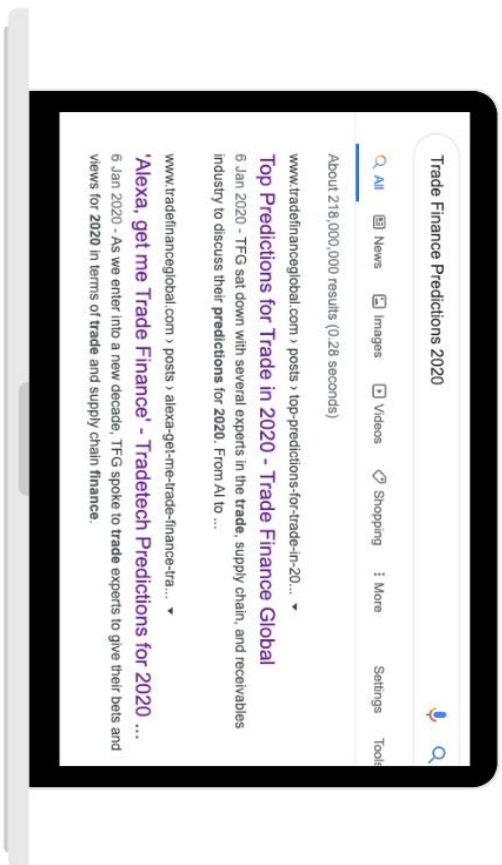 Trade Finance Predictions 2020
All News Images Videos Shopping More Settings Tools
About 218,000,000 results (0.28 seconds)
www.tradefinanceglobal.com › posts › top-predictions-for-trade-in-20... ▼
Top Predictions for Trade in 2020 - Trade Finance Global
6 Jan 2020 - TFG sat down with several experts in the trade, supply chain, and receivables
industry to discuss their predictions for 2020. From AI to ...
www.tradefinanceglobal.com › posts › alexa-get-me-trade-finance-tra... ▼
'Alexa, get me Trade Finance' - Tradetech Predictions for 2020 ...
6 Jan 2020 - As we enter into a new decade, TFG spoke to trade experts to give their bets and
views for 2020 in terms of trade and supply chain finance.